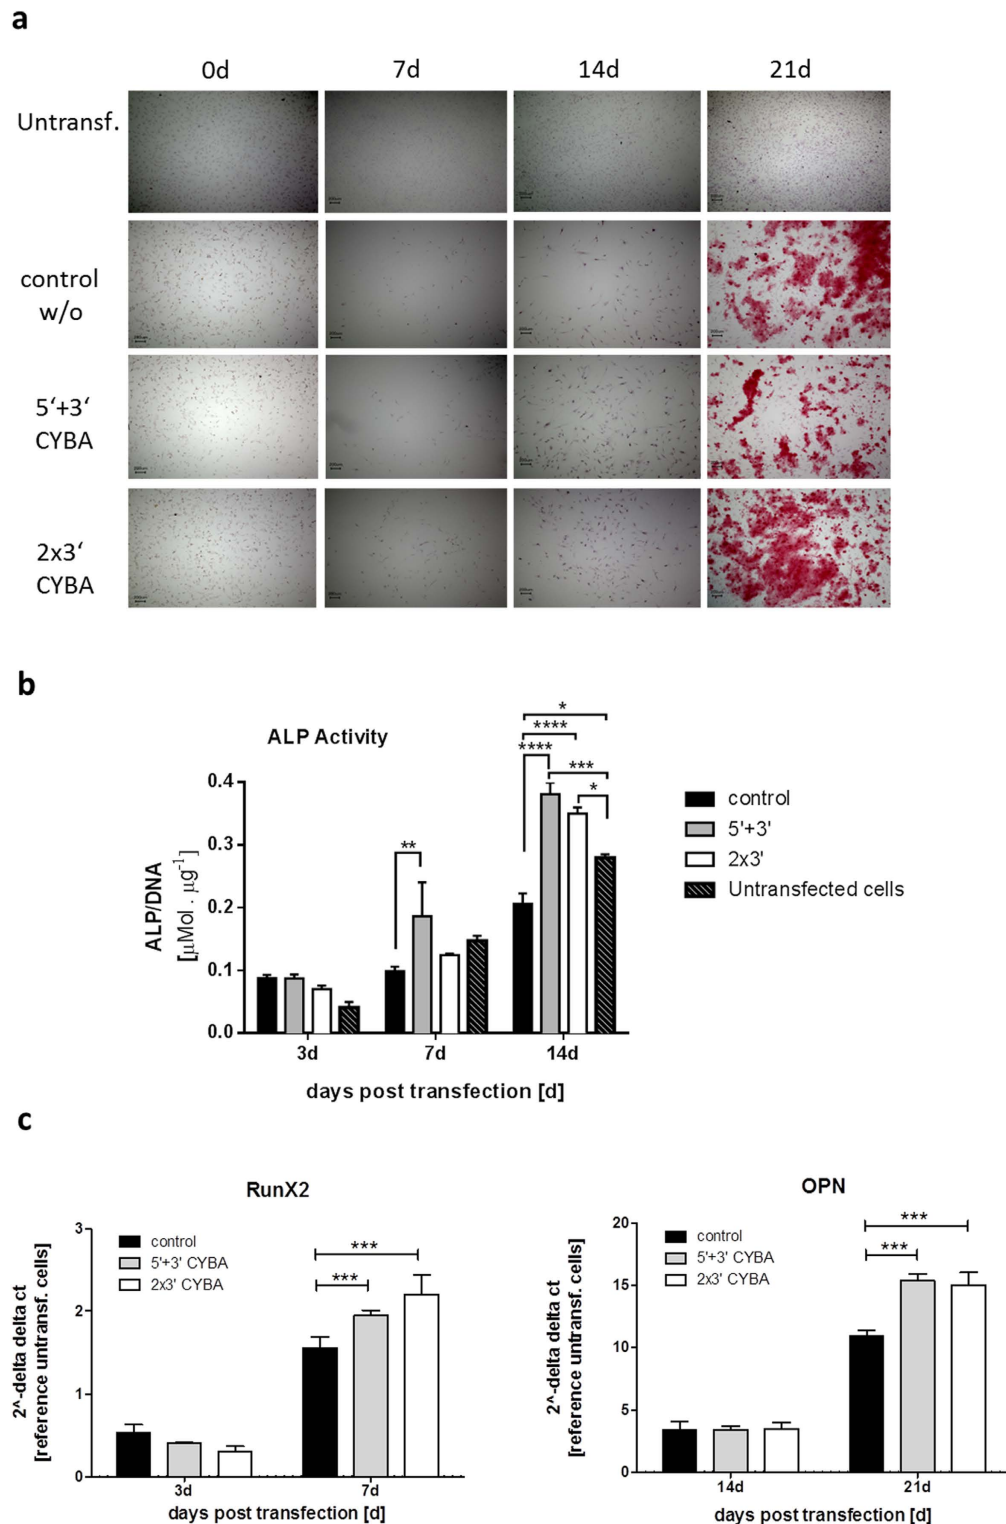 a
0d 7d 14d 21d
Untransf.
control
w/o
5'+3'
CYBA
2x3'
CYBA
b
ALP Activity
*
****
**** ***
*
**
0.4
0.3
0.2
0.1
0.0
ALP/DNA
[µMol . µg-1]
control
5'+3'
2x3'
Untransfected cells
3d 7d 14d
days post transfection [d]
c
RunX2
control
5'+3' CYBA
2x3' CYBA
***
***
3
2
1
0
2^-delta delta ct
[reference untransf. cells]
3d 7d
days post transfection [d]
OPN
control
5'+3' CYBA
2x3' CYBA
***
***
20
15
10
5
0
2^-delta delta ct
[reference untransf. cells]
14d 21d
days post transfection [d]